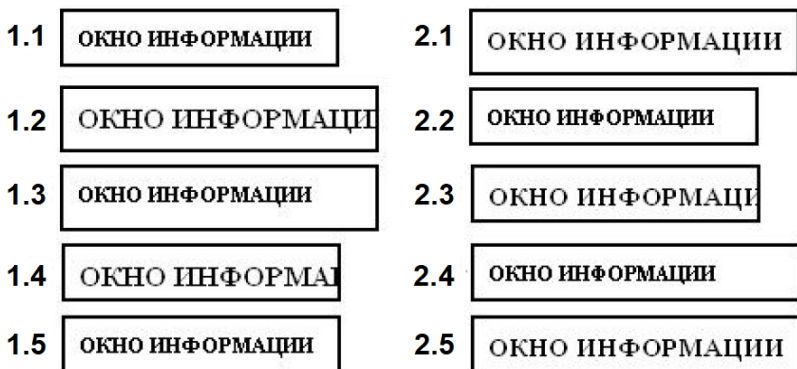 1.1 ОКНО ИНФОРМАЦИИ
1.2 ОКНО ИНФОРМАЦИ
1.3 ОКНО ИНФОРМАЦИИ
1.4 ОКНО ИНФОРМАЦ
1.5 ОКНО ИНФОРМАЦИИ
2.1 ОКНО ИНФОРМАЦИИ
2.2 ОКНО ИНФОРМАЦИИ
2.3 ОКНО ИНФОРМАЦИ
2.4 ОКНО ИНФОРМАЦИИ
2.5 ОКНО ИНФОРМАЦИИ